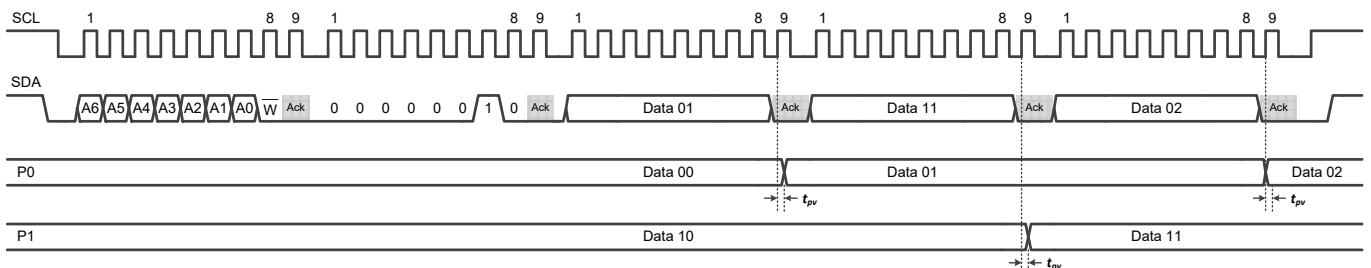 SCL 1 8 9 1 8 9 1 8 9 1 8 9 1 8 9
SDA
A6 A5 A4 A3 A2 A1 A0 W Ack 0 0 0 0 0 0 1 0 Ack Data 01 Ack Data 11 Ack Data 02 Ack
P0 Data 00 Data 01 Data 02
tpv tpv
P1 Data 10 Data 11
tpv